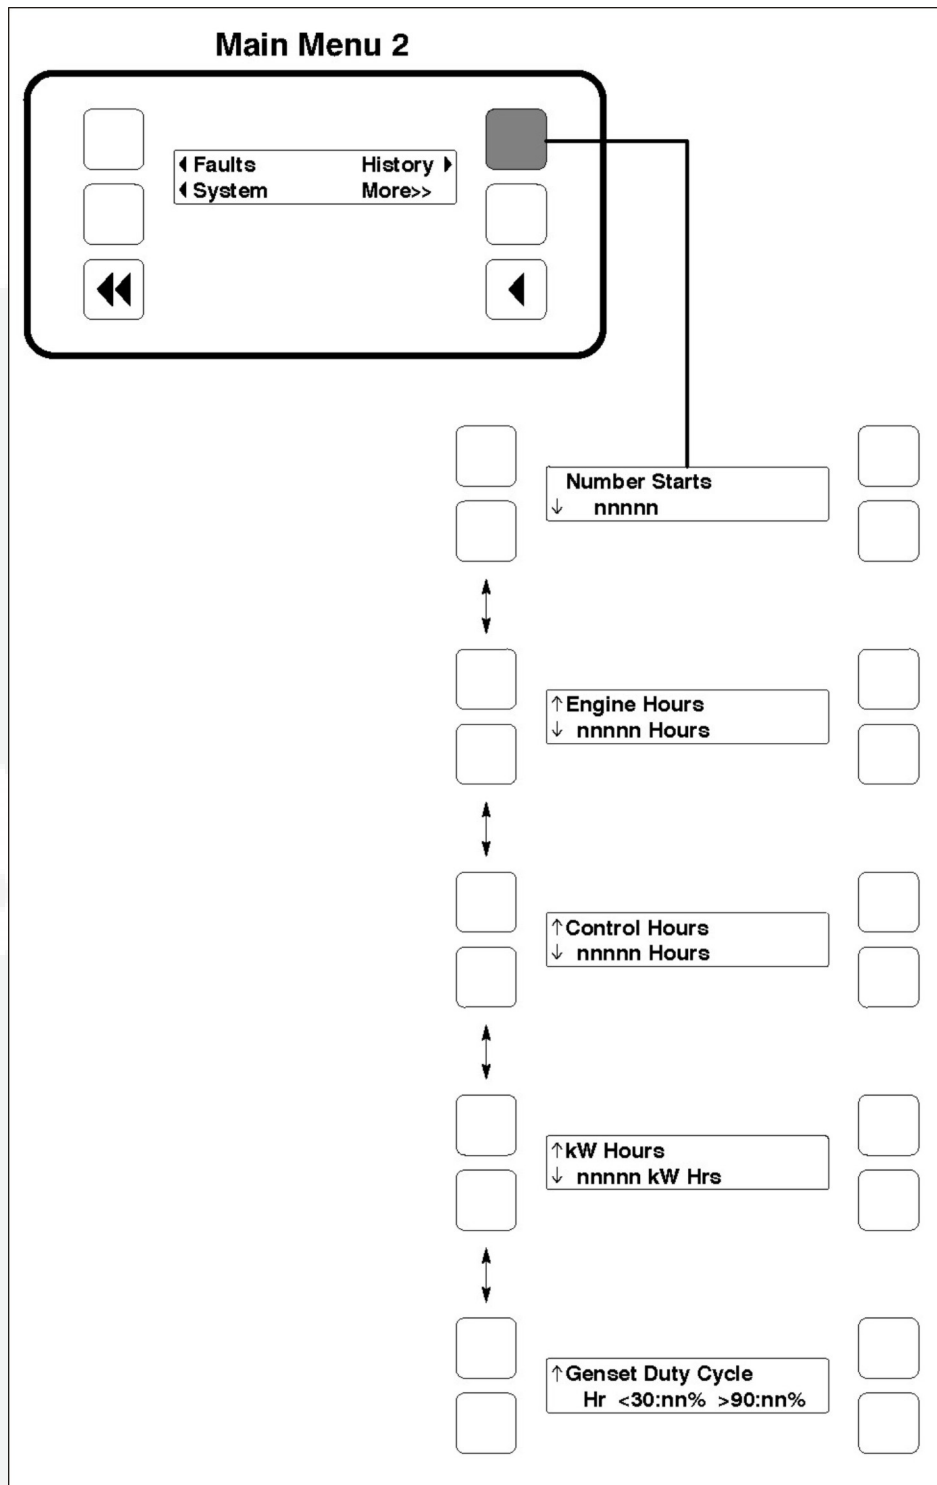 Main Menu 2
Faults History
System More>>
Number Starts
↓ nnnnn
↑Engine Hours
↓ nnnnn Hours
↑Control Hours
↓ nnnnn Hours
↑kW Hours
↓ nnnnn kW Hrs
↑Genset Duty Cycle
Hr <30:nn% >90:nn%